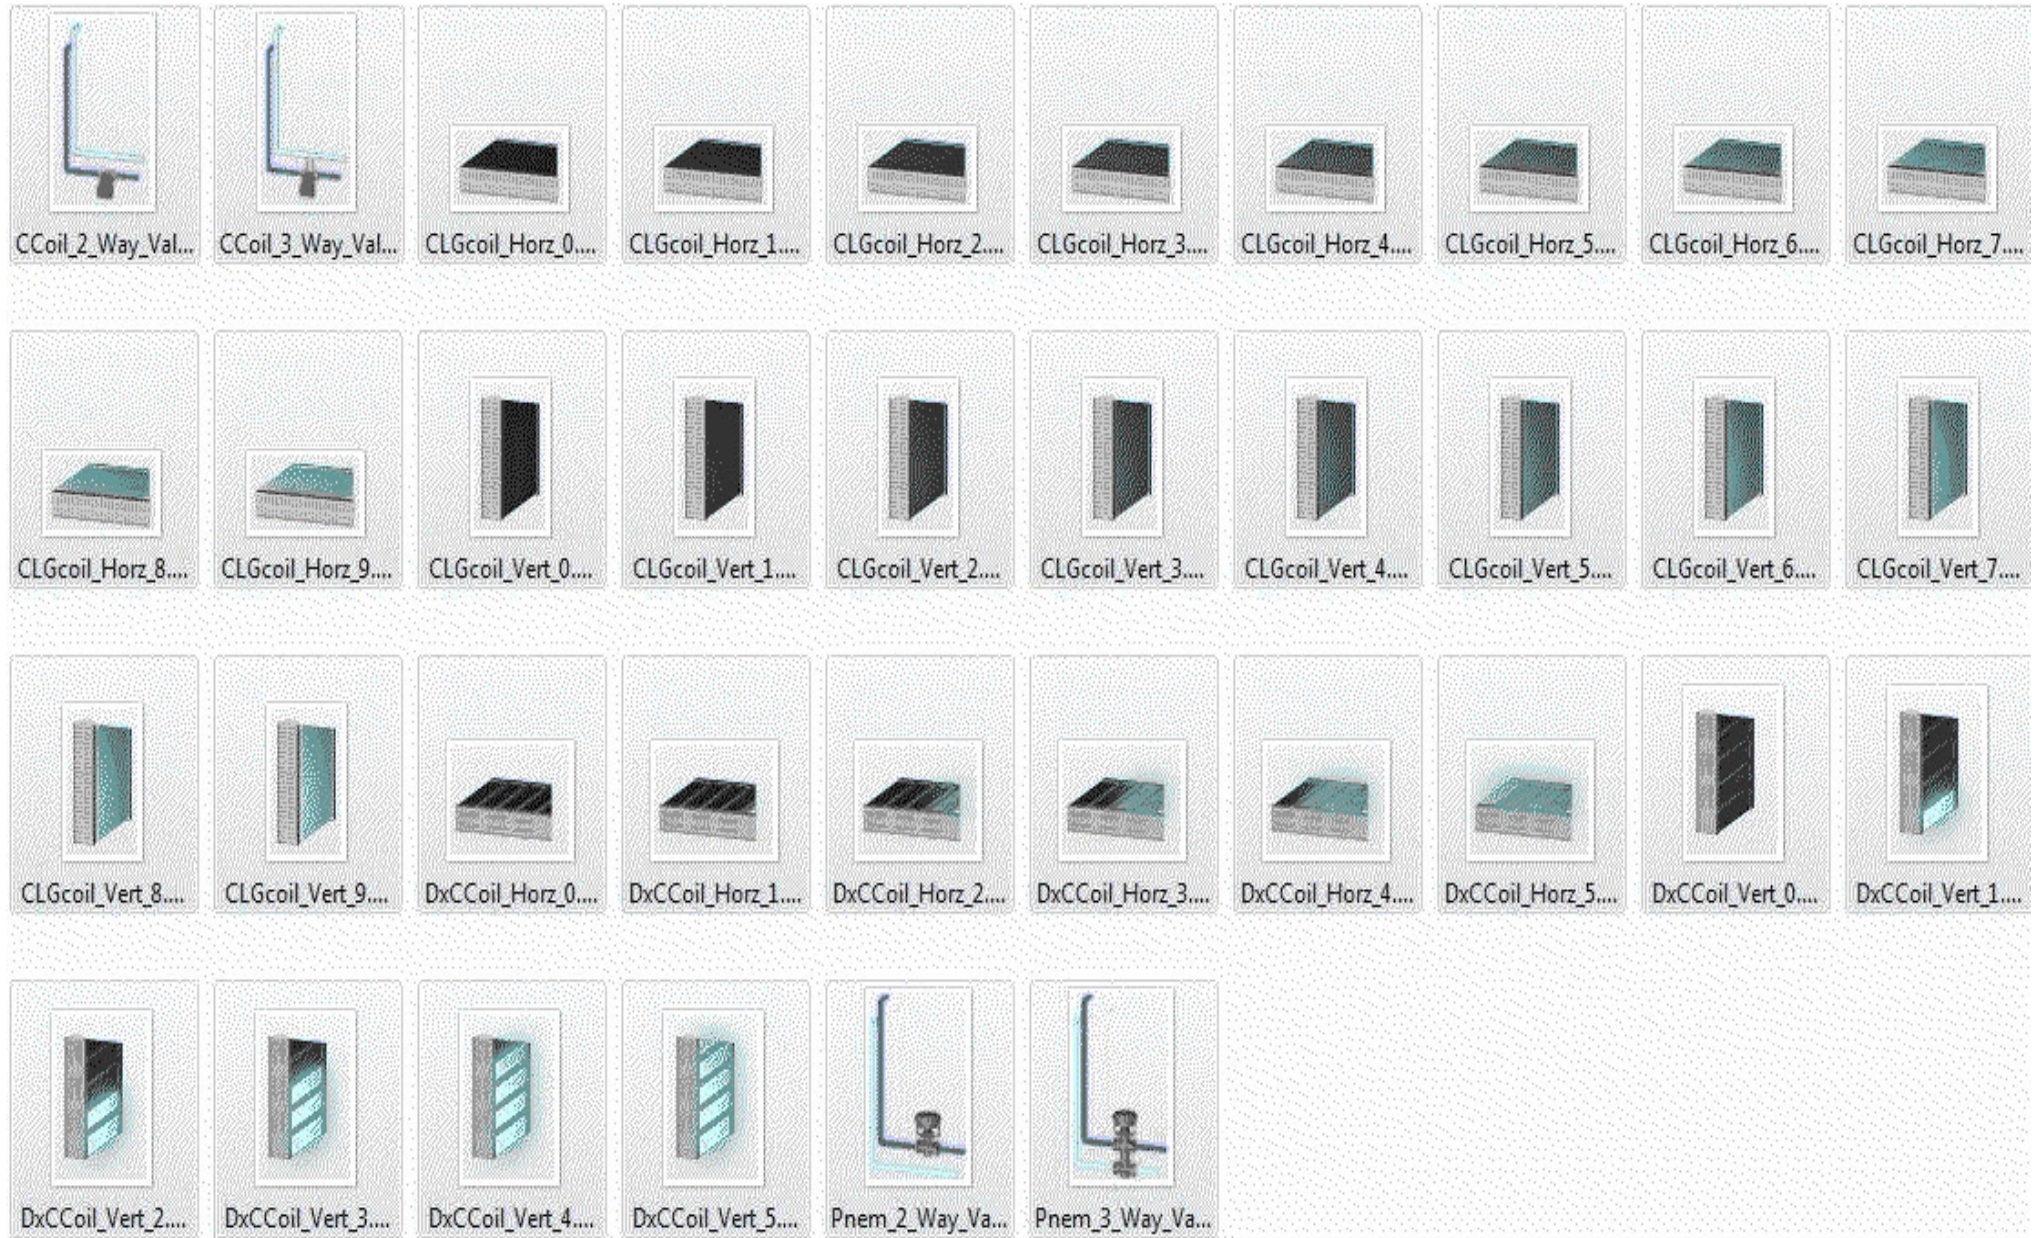 CCoil_2_Way_Val...
CCoil_3_Way_Val...
CLGcoil_Horz_0....
CLGcoil_Horz_1....
CLGcoil_Horz_2....
CLGcoil_Horz_3....
CLGcoil_Horz_4....
CLGcoil_Horz_5....
CLGcoil_Horz_6....
CLGcoil_Horz_7....
CLGcoil_Horz_8....
CLGcoil_Horz_9....
CLGcoil_Vert_0....
CLGcoil_Vert_1....
CLGcoil_Vert_2....
CLGcoil_Vert_3....
CLGcoil_Vert_4....
CLGcoil_Vert_5....
CLGcoil_Vert_6....
CLGcoil_Vert_7....
CLGcoil_Vert_8....
CLGcoil_Vert_9....
DxCCoil_Horz_0....
DxCCoil_Horz_1....
DxCCoil_Horz_2....
DxCCoil_Horz_3....
DxCCoil_Horz_4....
DxCCoil_Horz_5....
DxCCoil_Vert_0....
DxCCoil_Vert_1....
DxCCoil_Vert_2....
DxCCoil_Vert_3....
DxCCoil_Vert_4....
DxCCoil_Vert_5....
Pnem_2_Way_Va...
Pnem_3_Way_Va...